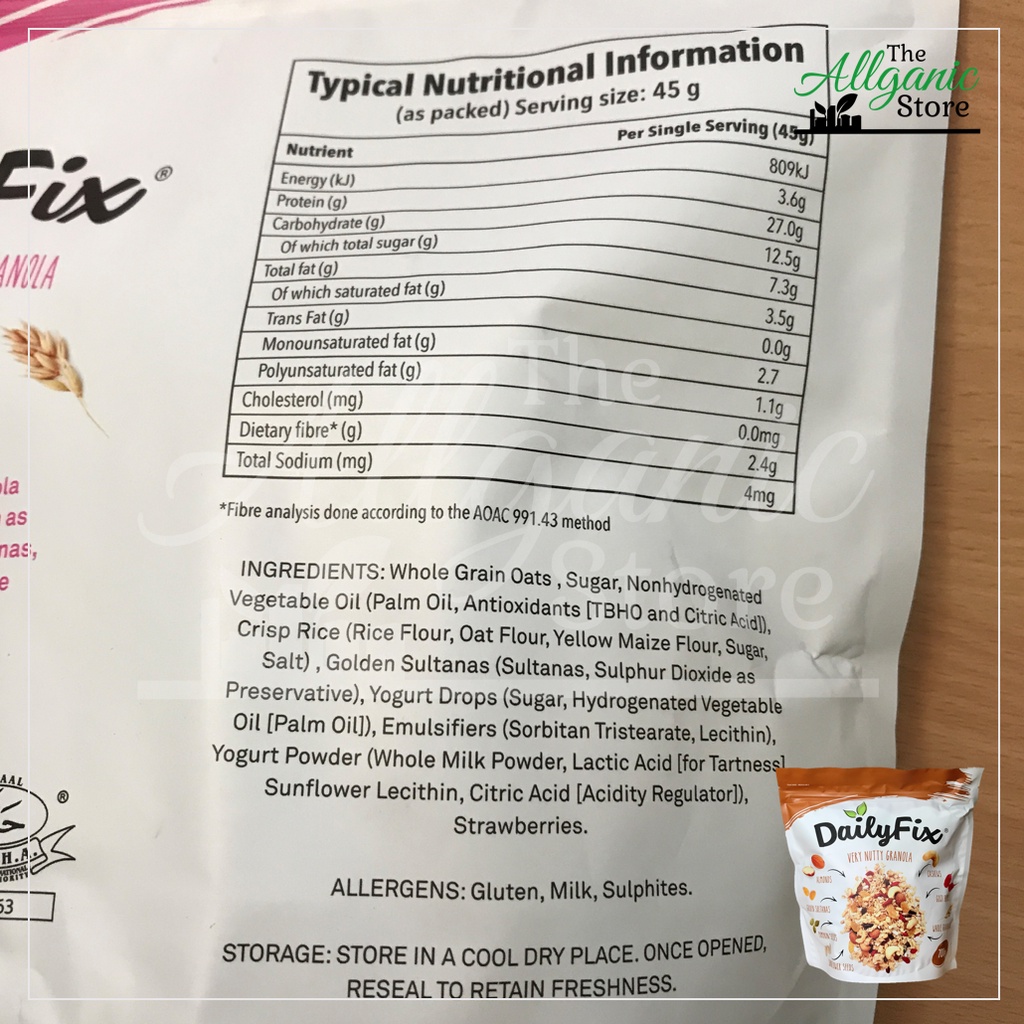 The
Allganic
Store
Fix®
Typical Nutritional Information
(as packed) Serving size: 45 g
Nutrient Per Single Serving (45g)
Energy (kJ) 809kJ
Protein (g) 3.6g
Carbohydrate (g) 27.0g
Of which total sugar (g) 12.5g
Total fat (g) 7.3g
Of which saturated fat (g) 3.5g
Trans Fat (g) 0.0g
Monounsaturated fat (g) 2.7
Polyunsaturated fat (g) 1.1g
Cholesterol (mg) 0.0mg
Dietary fibre* (g) 2.4g
Total Sodium (mg) 4mg
*Fibre analysis done according to the AOAC 991.43 method
INGREDIENTS: Whole Grain Oats , Sugar, Nonhydrogenated
Vegetable Oil (Palm Oil, Antioxidants [TBHO and Citric Acid]),
Crisp Rice (Rice Flour, Oat Flour, Yellow Maize Flour, Sugar,
Salt) , Golden Sultanas (Sultanas, Sulphur Dioxide as
Preservative), Yogurt Drops (Sugar, Hydrogenated Vegetable
Oil [Palm Oil]), Emulsifiers (Sorbitan Tristearate, Lecithin),
Yogurt Powder (Whole Milk Powder, Lactic Acid [for Tartness]
Sunflower Lecithin, Citric Acid [Acidity Regulator]),
Strawberries.
ALLERGENS: Gluten, Milk, Sulphites.
STORAGE: STORE IN A COOL DRY PLACE. ONCE OPENED,
RESEAL TO RETAIN FRESHNESS.
The
Allganic
Store
as
®
53
DailyFix®
VERY NUTTY GRANOLA
ALMONDS